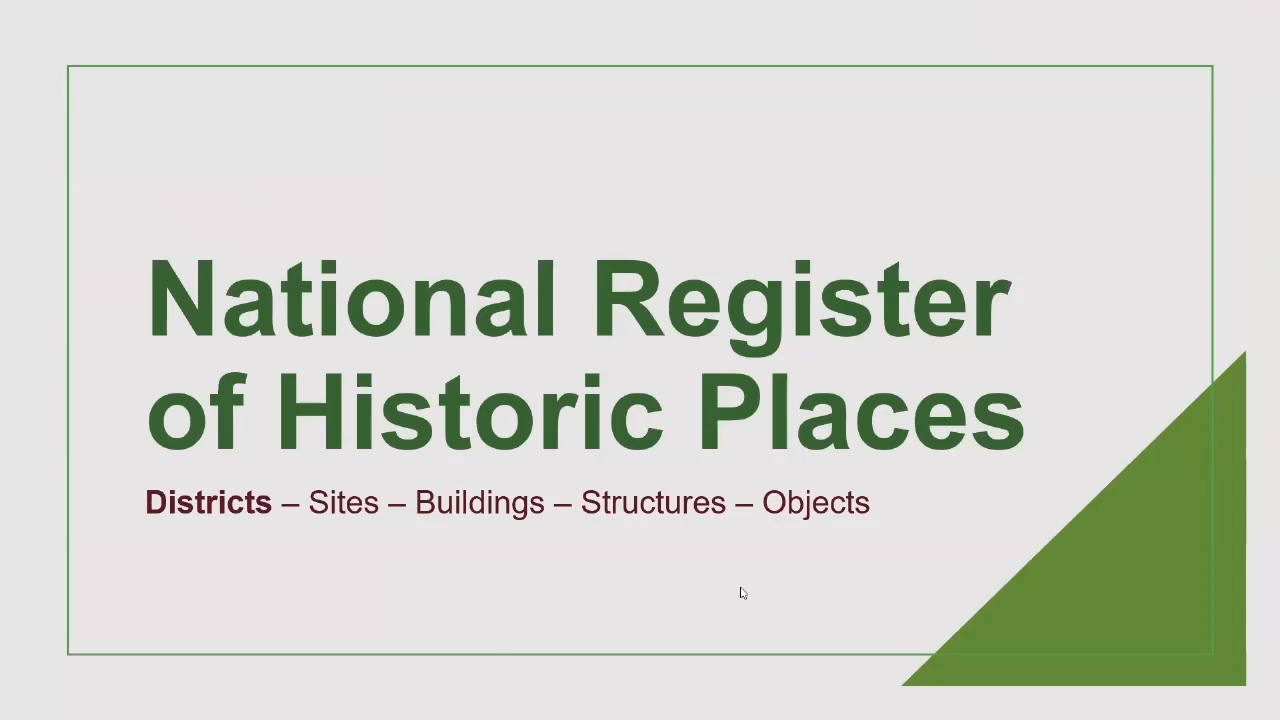 National Register
of Historic Places
Districts – Sites – Buildings – Structures – Objects